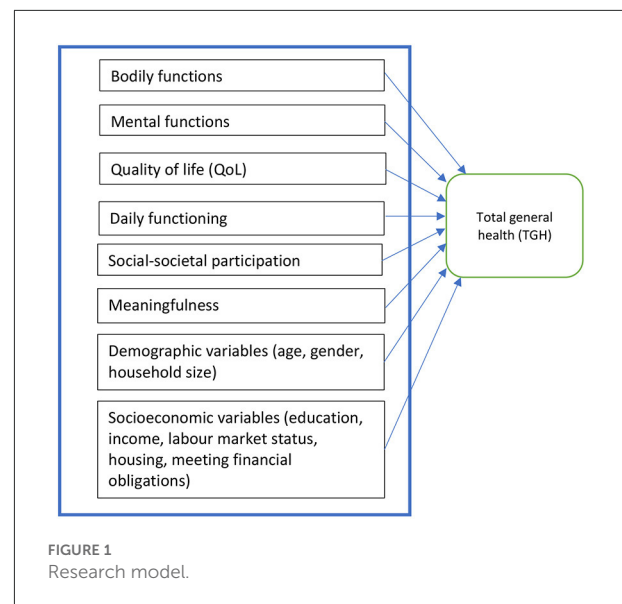 Bodily functions
Mental functions
Quality of life (QoL)
Daily functioning
Social-societal participation
Meaningfulness
Demographic variables (age, gender,
household size)
Socioeconomic variables (education,
income, labour market status,
housing, meeting financial
obligations)
Total general
health (TGH)
FIGURE 1
Research model.